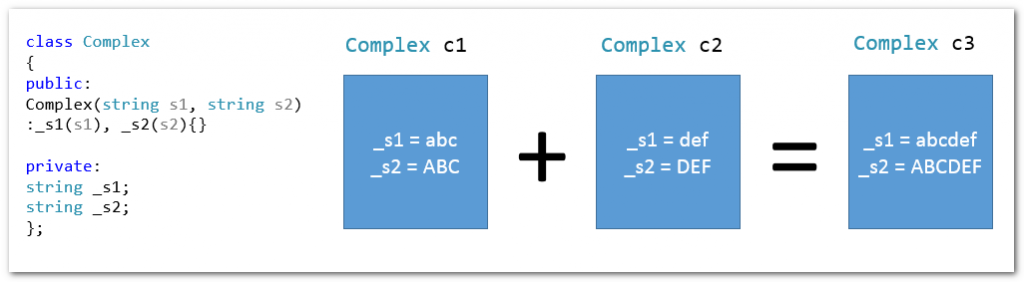 class Complex
{
public:
Complex(string s1, string s2)
:_s1(s1), _s2(s2){}
private:
string _s1;
string _s2;
};
Complex c1
_s1 = abc
_s2 = ABC
+
Complex c2
_s1 = def
_s2 = DEF
=
Complex c3
_s1 = abcdef
_s2 = ABCDEF